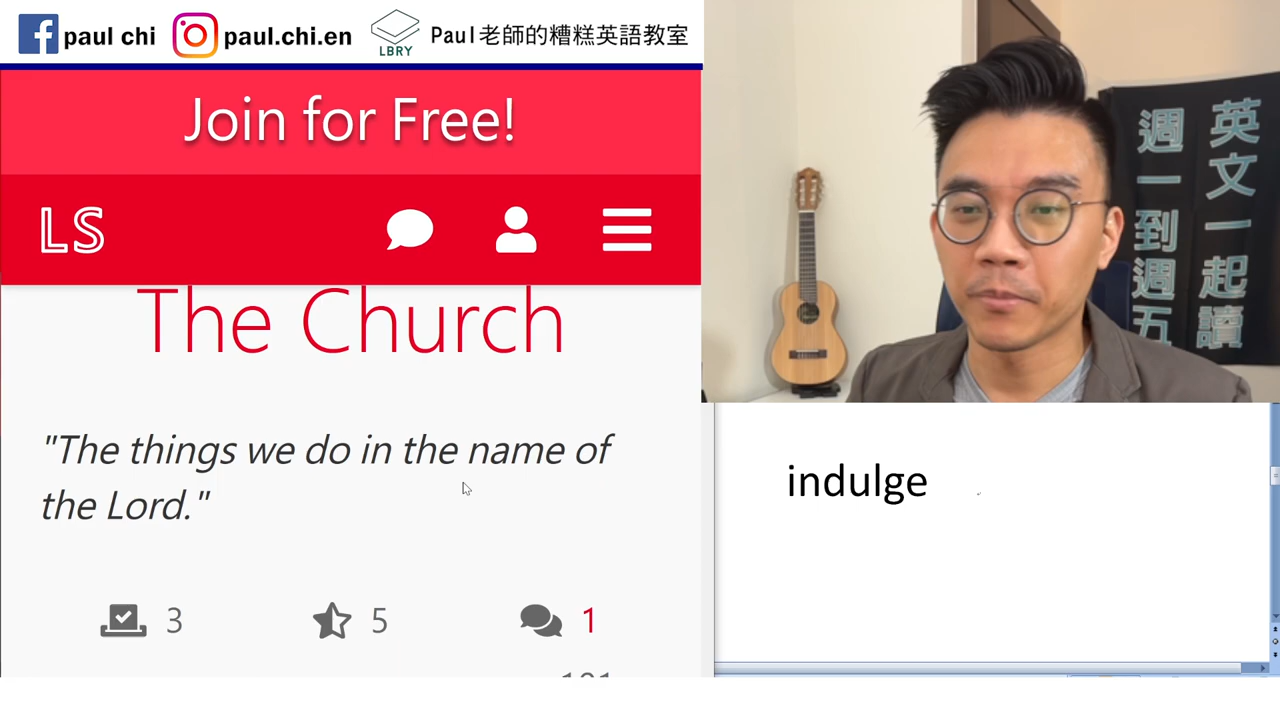 paul chi
paul.chi.en
LBRY
Paul老師的糟糕英語教室
Join for Free!
LS
The Church
"The things we do in the name of
the Lord."
3
5
1
英文一起讀
週一到週五
indulge